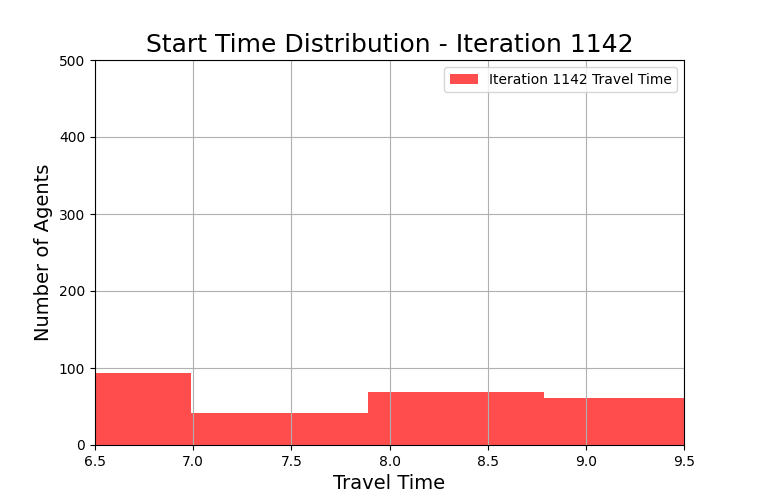 Start Time Distribution - Iteration 1142
Iteration 1142 Travel Time
Number of Agents
500
400
300
200
100
0
6.5 7.0 7.5 8.0 8.5 9.0 9.5
Travel Time